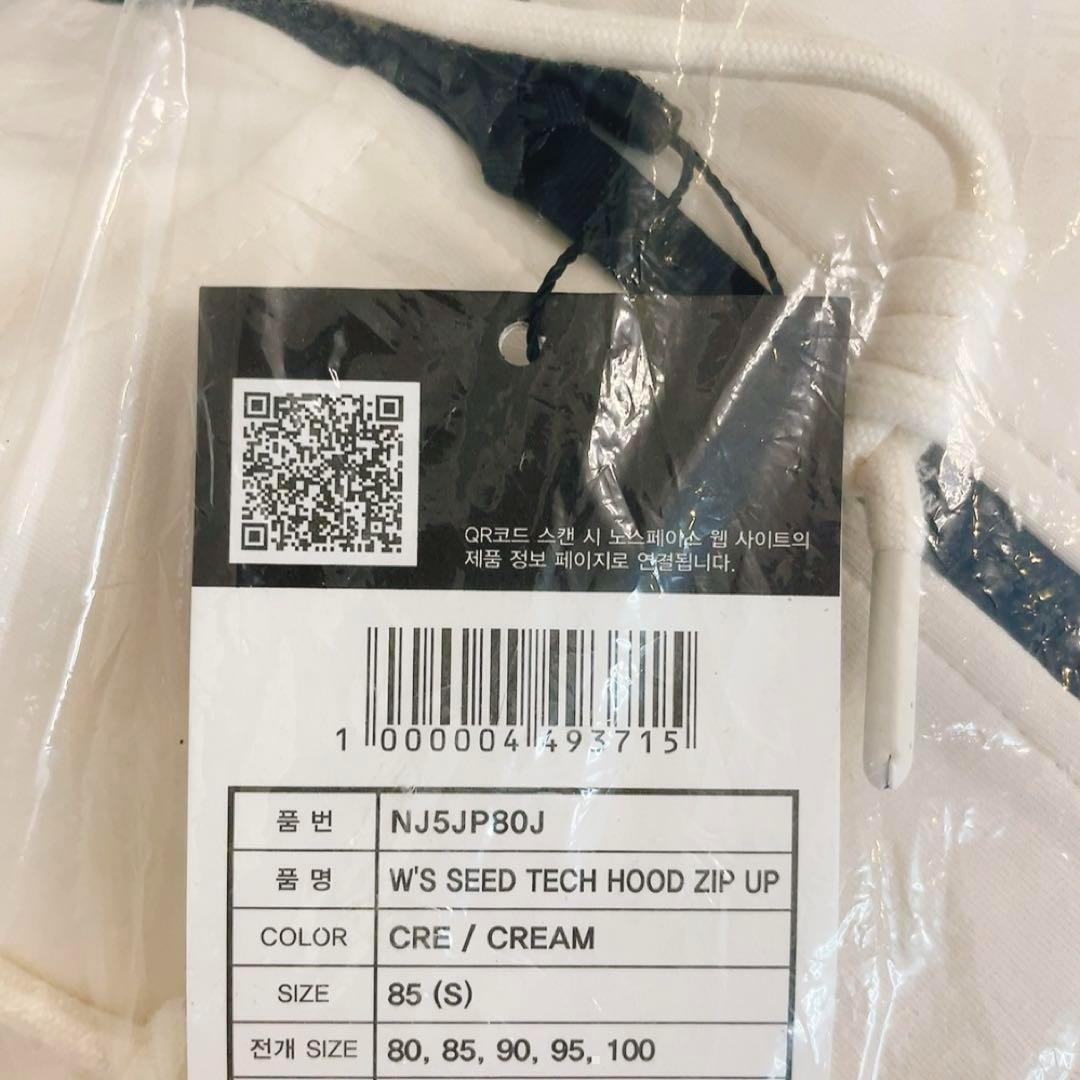 QR코드 스캔 시 노스페이스 웹 사이트의
제품 정보 페이지로 연결됩니다.
1 000004 493715
품 번 NJ5JP80J
품 명 W'S SEED TECH HOOD ZIP UP
COLOR CRE / CREAM
SIZE 85 (S)
전개 SIZE 80, 85, 90, 95, 100